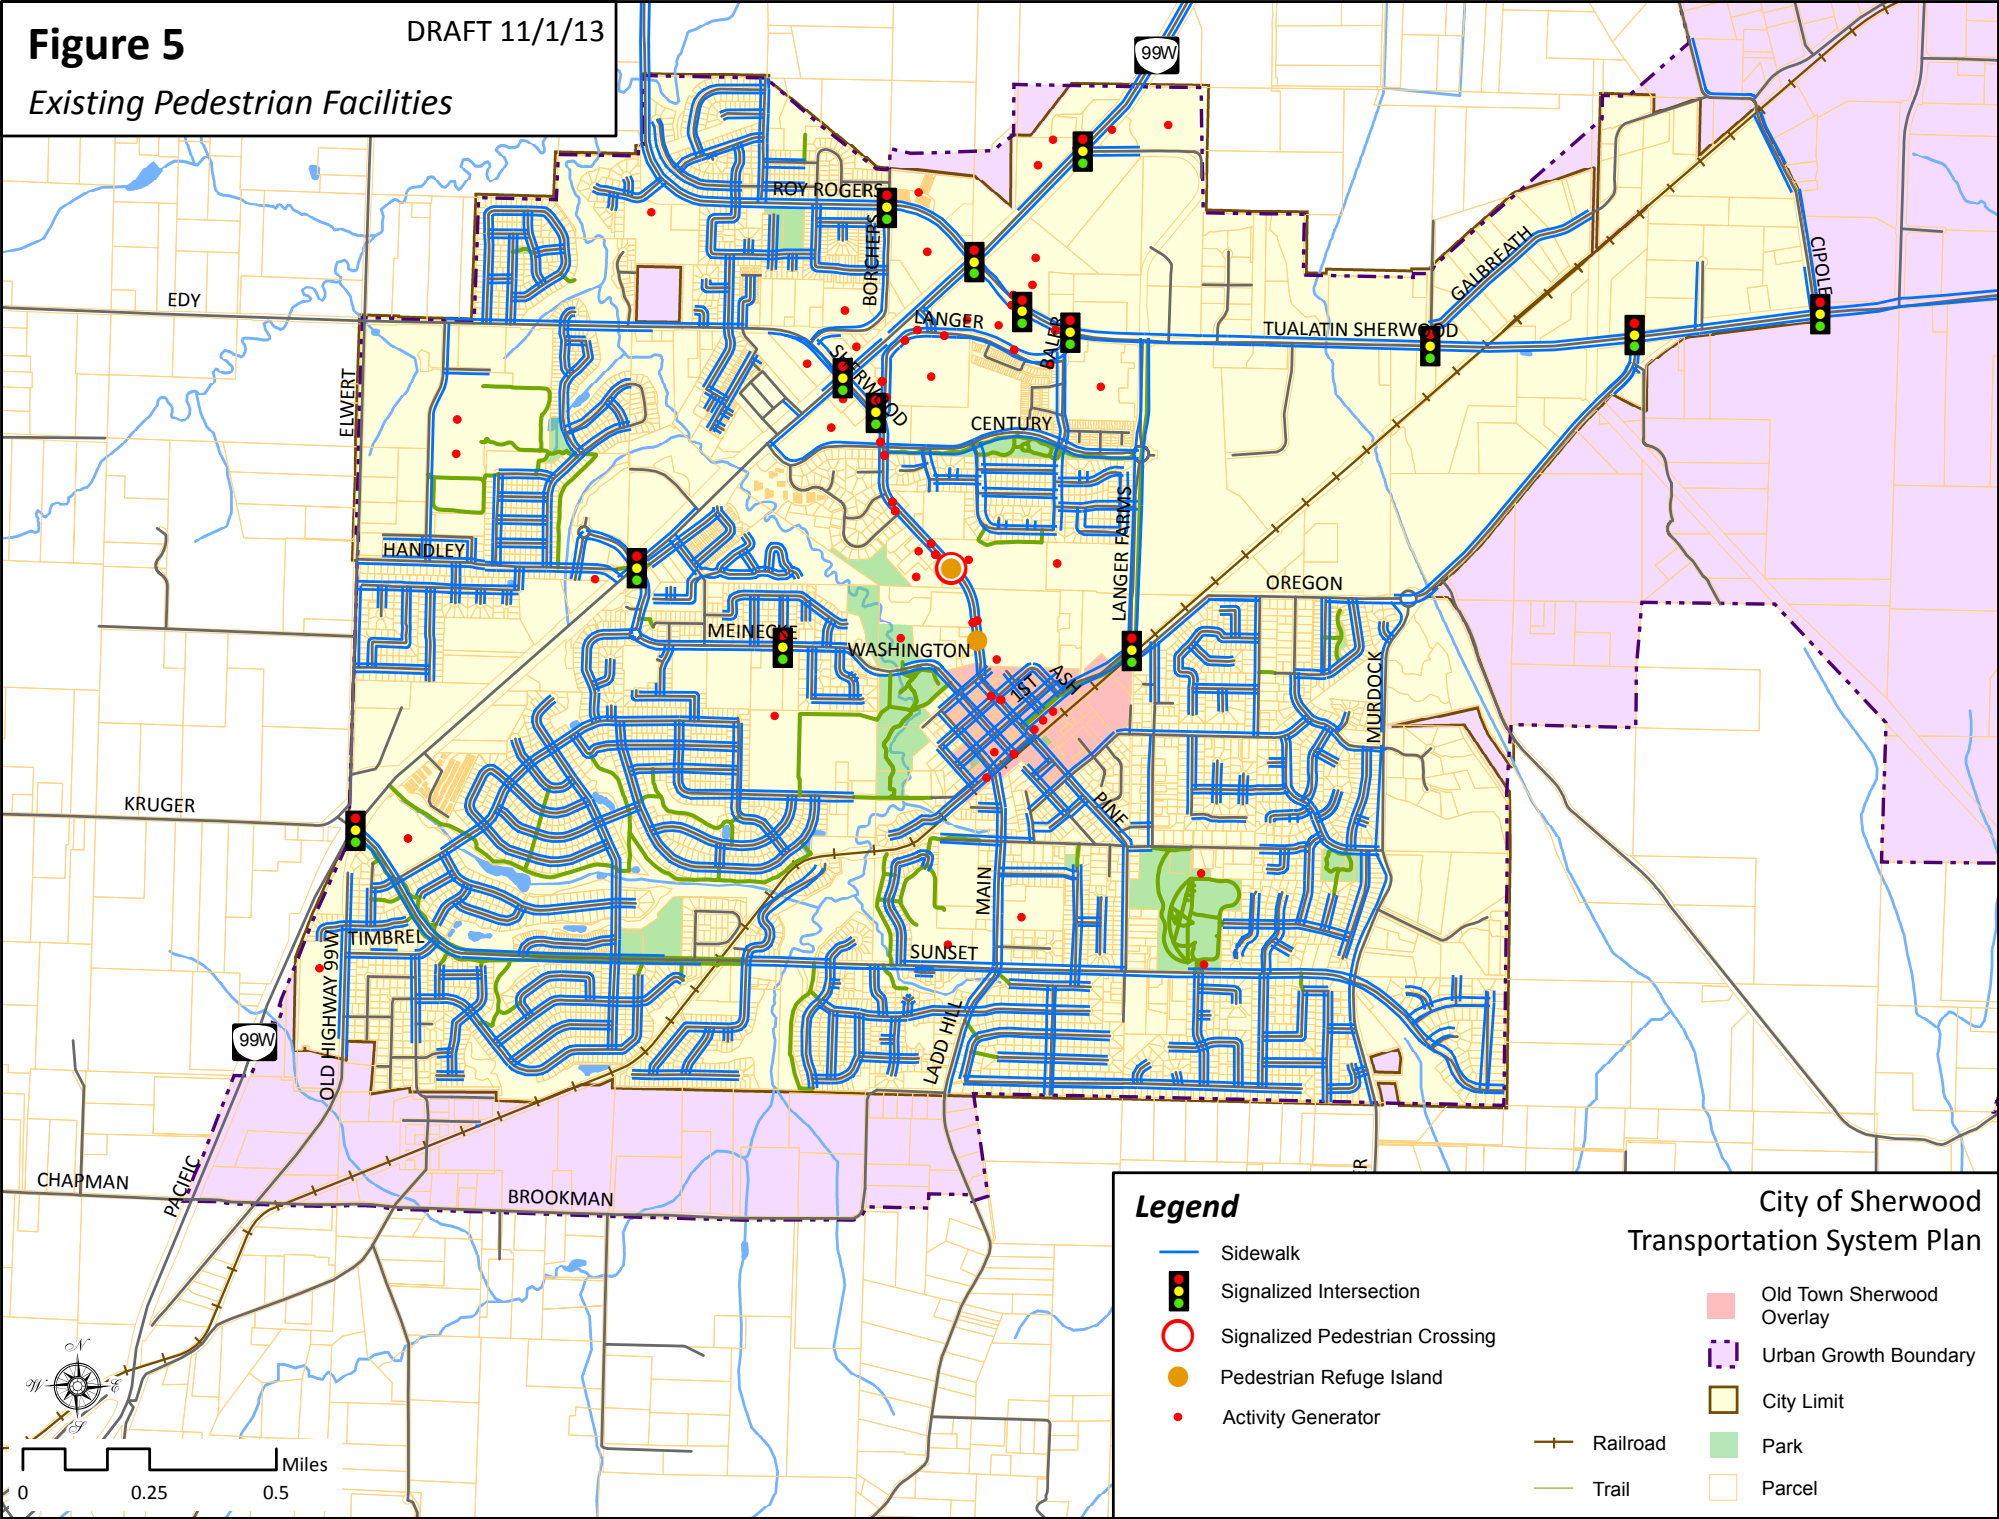 Figure 5
DRAFT 11/1/13
Existing Pedestrian Facilities
99W
ROY ROGERS
BORCHERS
EDY
LANGER
BALER
TUALATIN SHERWOOD
GALBREATH
CIPOLE
SHERWOOD
ELWERT
CENTURY
HANDLEY
LANGER FARMS
OREGON
MEINECKE
WASHINGTON
1ST
ASH
MURDOCK
KRUGER
PINE
MAIN
TIMBREL
SUNSET
OLD HIGHWAY 99W
99W
LADD HILL
PACIFIC
CHAPMAN
BROOKMAN
ER
N
W
E
S
Miles
0
0.25
0.5
Legend
City of Sherwood
Transportation System Plan
Sidewalk
Signalized Intersection
Signalized Pedestrian Crossing
Pedestrian Refuge Island
Activity Generator
Railroad
Trail
Old Town Sherwood
Overlay
Urban Growth Boundary
City Limit
Park
Parcel